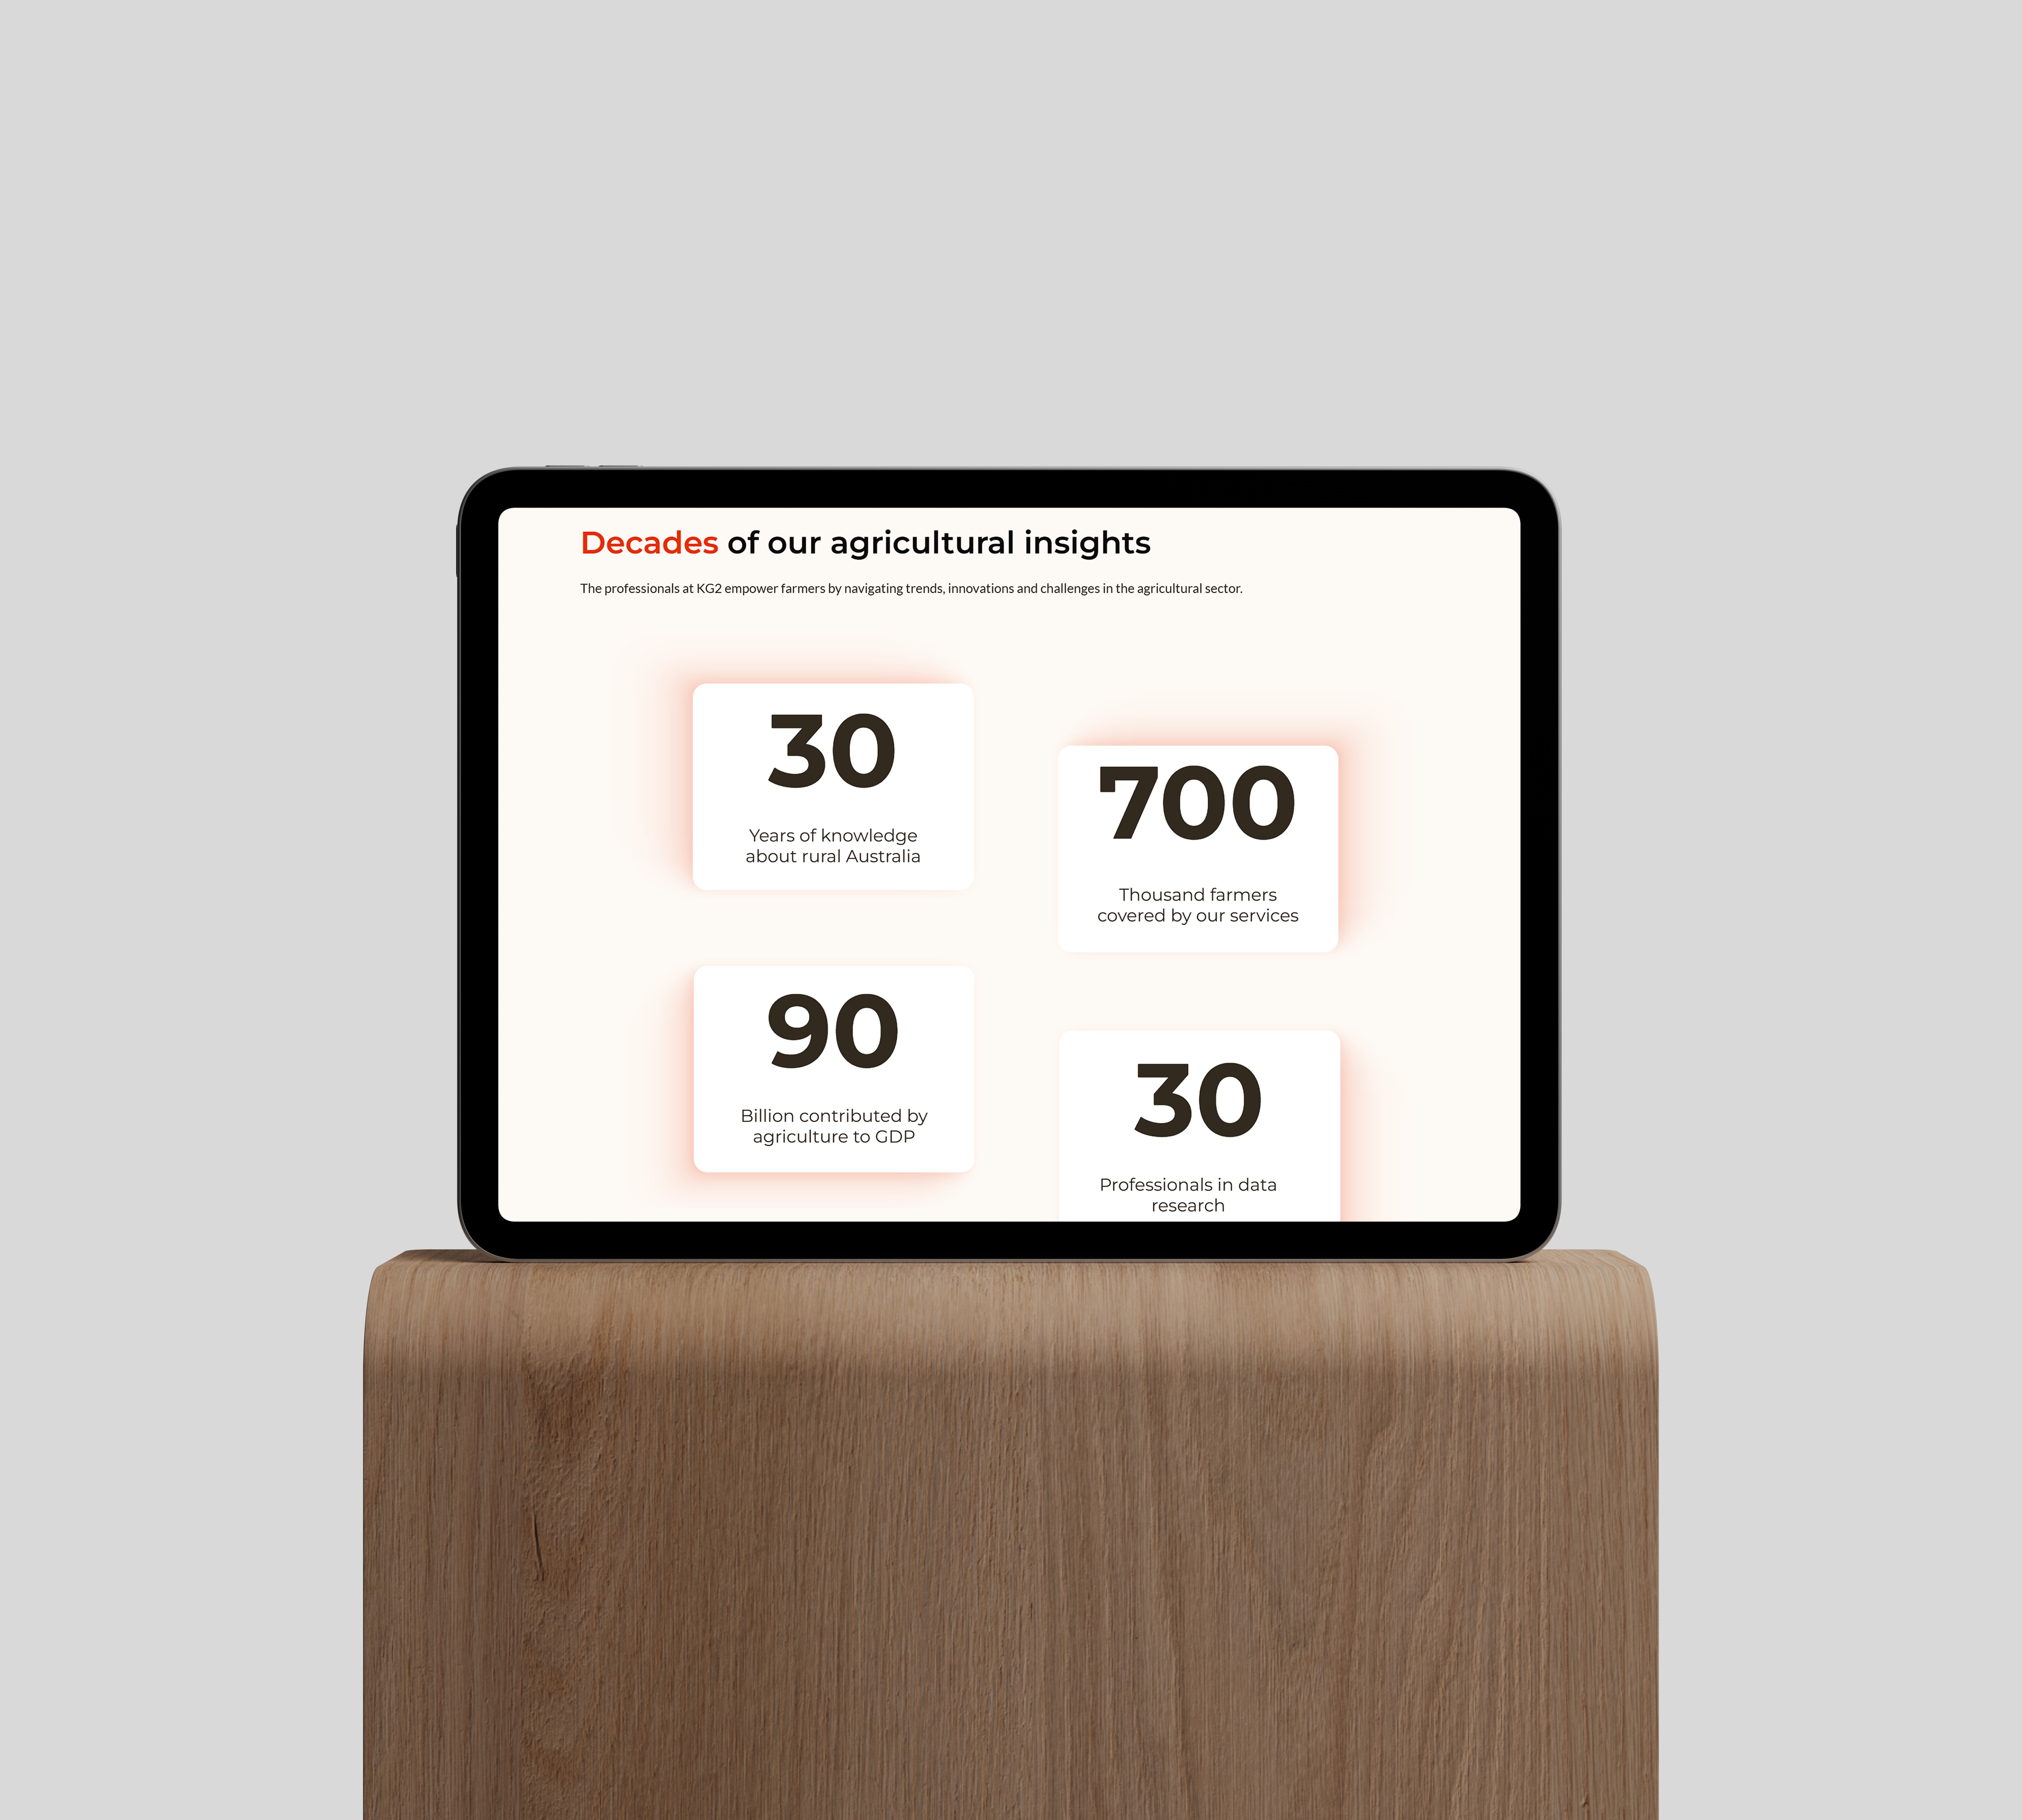 Decades of our agricultural insights
The professionals at KG2 empower farmers by navigating trends, innovations and challenges in the agricultural sector.
30
Years of knowledge
about rural Australia
700
Thousand farmers
covered by our services
90
Billion contributed by
agriculture to GDP
30
Professionals in data
research